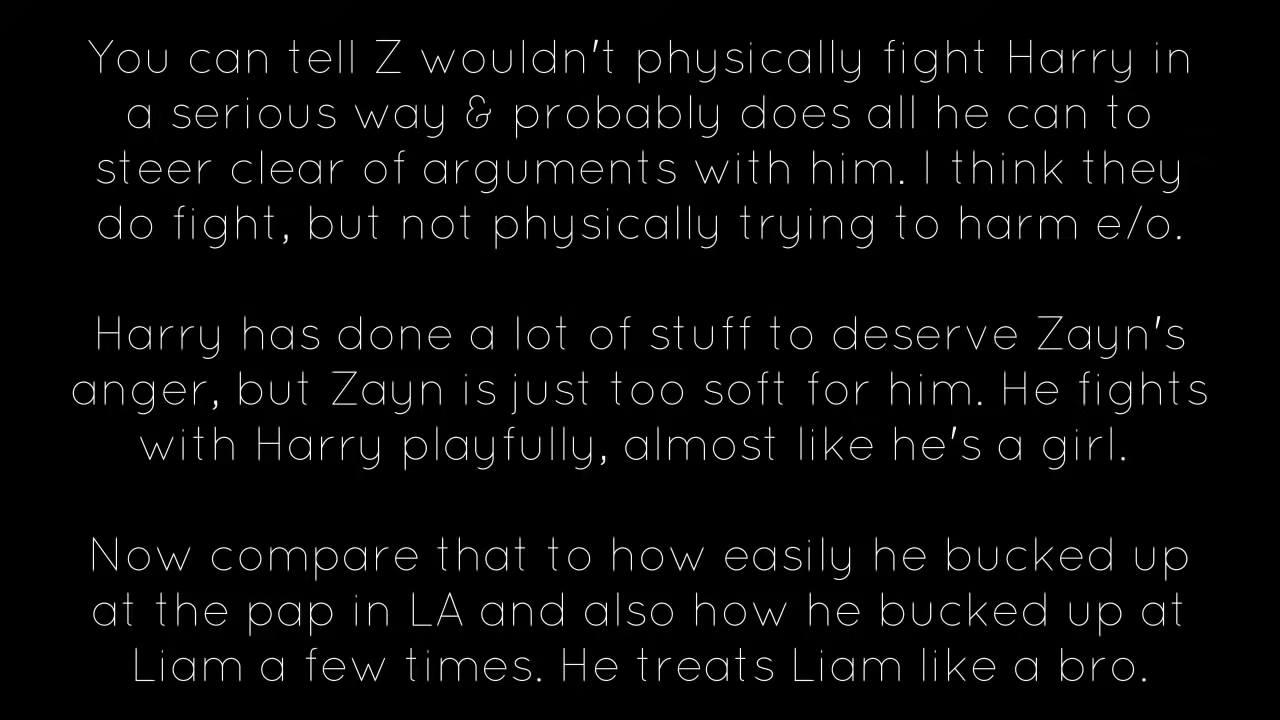 You can tell Z wouldn't physically fight Harry in
a serious way & probably does all he can to
steer clear of arguments with him. I think they
do fight, but not physically trying to harm e/o.
Harry has done a lot of stuff to deserve Zayn's
anger, but Zayn is just too soft for him. He fights
with Harry playfully, almost like he's a girl.
Now compare that to how easily he bucked up
at the pap in LA and also how he bucked up at
Liam a few times. He treats Liam like a bro.